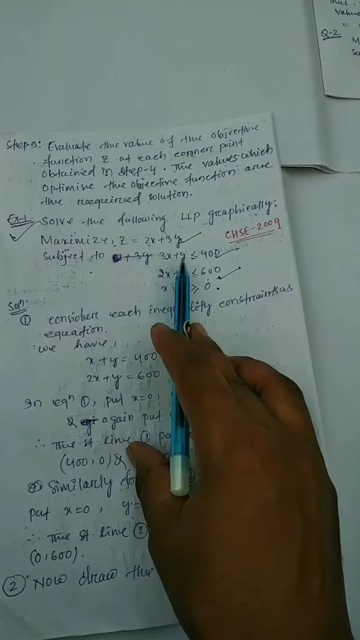 Q-2
Step 5: Evaluate the value of the objective
function Z at each corner point
obtained in step-4. The values which
optimise the objective function are
the required solution.
Ex-1 Solve the following LLP graphically:
Maximize, Z = 2x+3y
CHSE-2009
Subject to 3x+y ≤ 400
2x ≤ 600
x ≥ 0.
Soln:
1 consider each inequality constraints as
equation.
We have,
x+y = 400
2x+y = 600
In eqn ①, put x=0,
& again put
∴ The st line ① pa
(400,0) &
Similarly fo
put x=0, y=
∴ The st line ②
(0,600).
② Now draw the